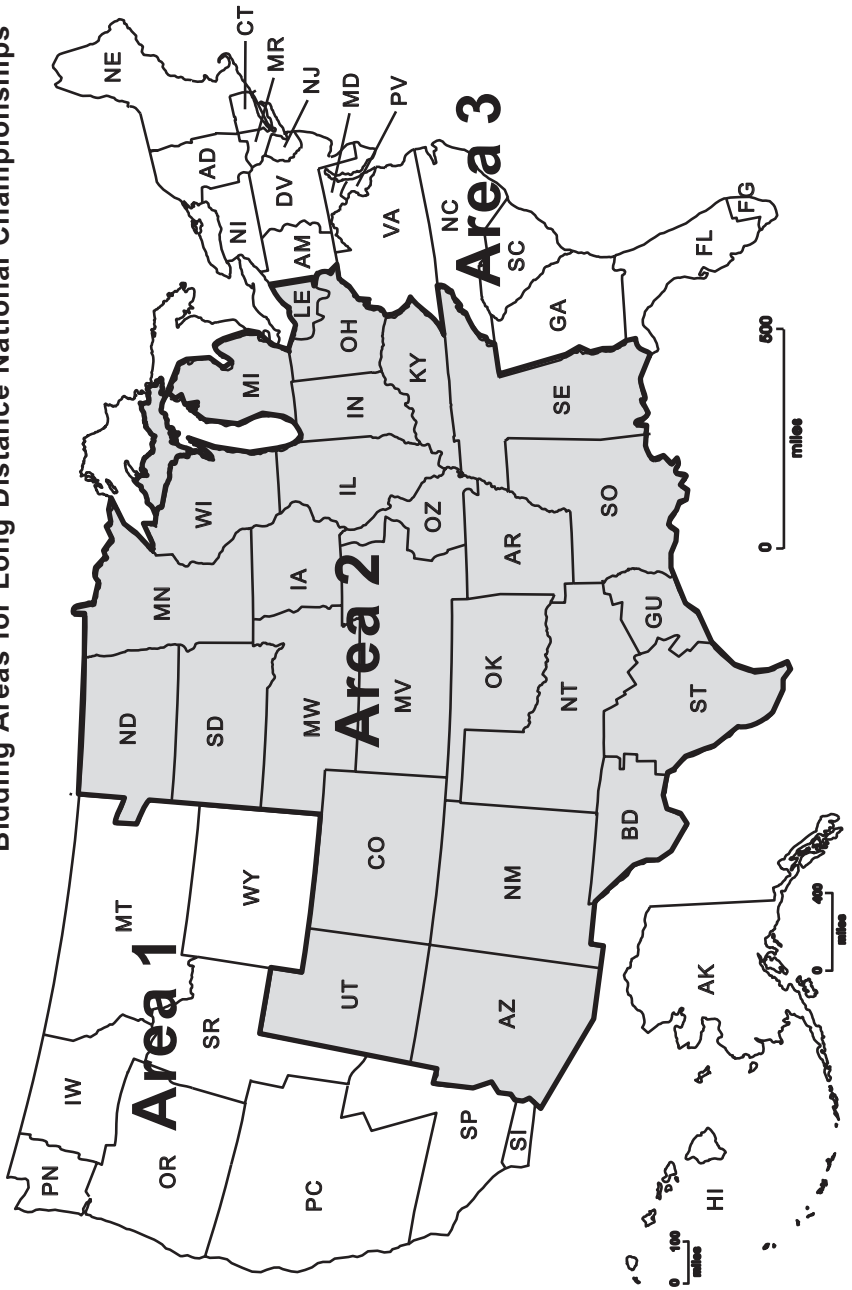 Bidding Areas for Long Distance National Championships
Area 1
Area 2
Area 3
PN
IW
MT
OR
SR
WY
PC
SP
SI
UT
CO
AZ
NM
ND
SD
MW
MV
MN
IA
WI
IL
MI
IN
OH
LE
KY
OZ
AR
OK
NT
BD
ST
GU
SO
SE
NE
AD
NI
CT
MR
NJ
DV
AM
MD
PV
VA
NC
SC
GA
FL
FG
AK
HI
0 100
miles
0 400
miles
0 500
miles